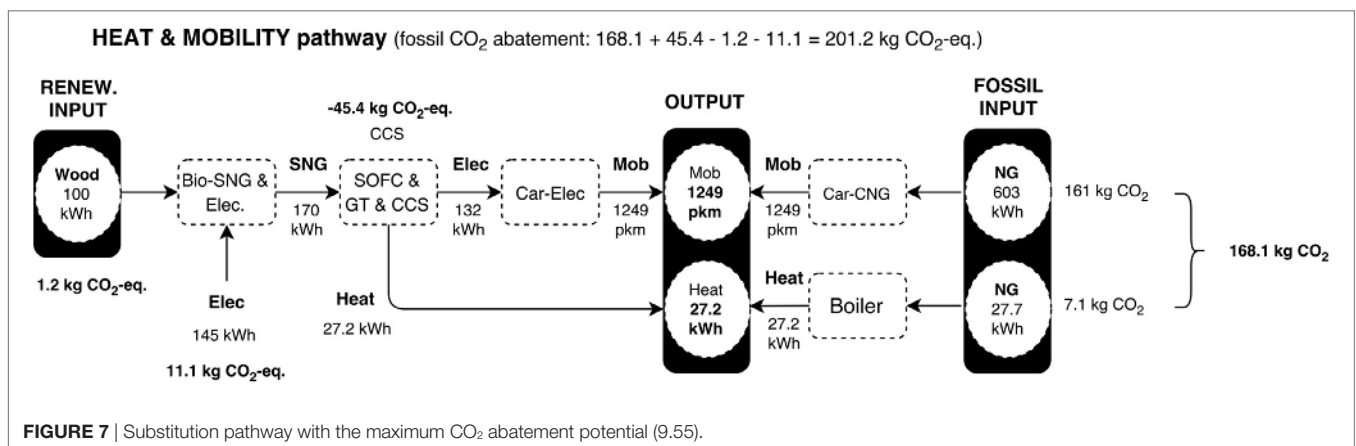 HEAT & MOBILITY pathway (fossil CO₂ abatement: 168.1 + 45.4 - 1.2 - 11.1 = 201.2 kg CO₂-eq.)
RENEW.
INPUT
Wood
100
kWh
1.2 kg CO₂-eq.
Bio-SNG &
Elec.
Elec
145 kWh
11.1 kg CO₂-eq.
SNG
170
kWh
-45.4 kg CO₂-eq.
CCS
SOFC &
GT & CCS
Elec
132
kWh
Heat
27.2 kWh
Car-Elec
Mob
1249
pkm
OUTPUT
Mob
1249
pkm
Heat
27.2
kWh
Mob
1249
pkm
Heat
27.2
kWh
Car-CNG
Boiler
FOSSIL
INPUT
NG
603
kWh
NG
27.7
kWh
161 kg CO₂
7.1 kg CO₂
168.1 kg CO₂
FIGURE 7 | Substitution pathway with the maximum CO₂ abatement potential (9.55).